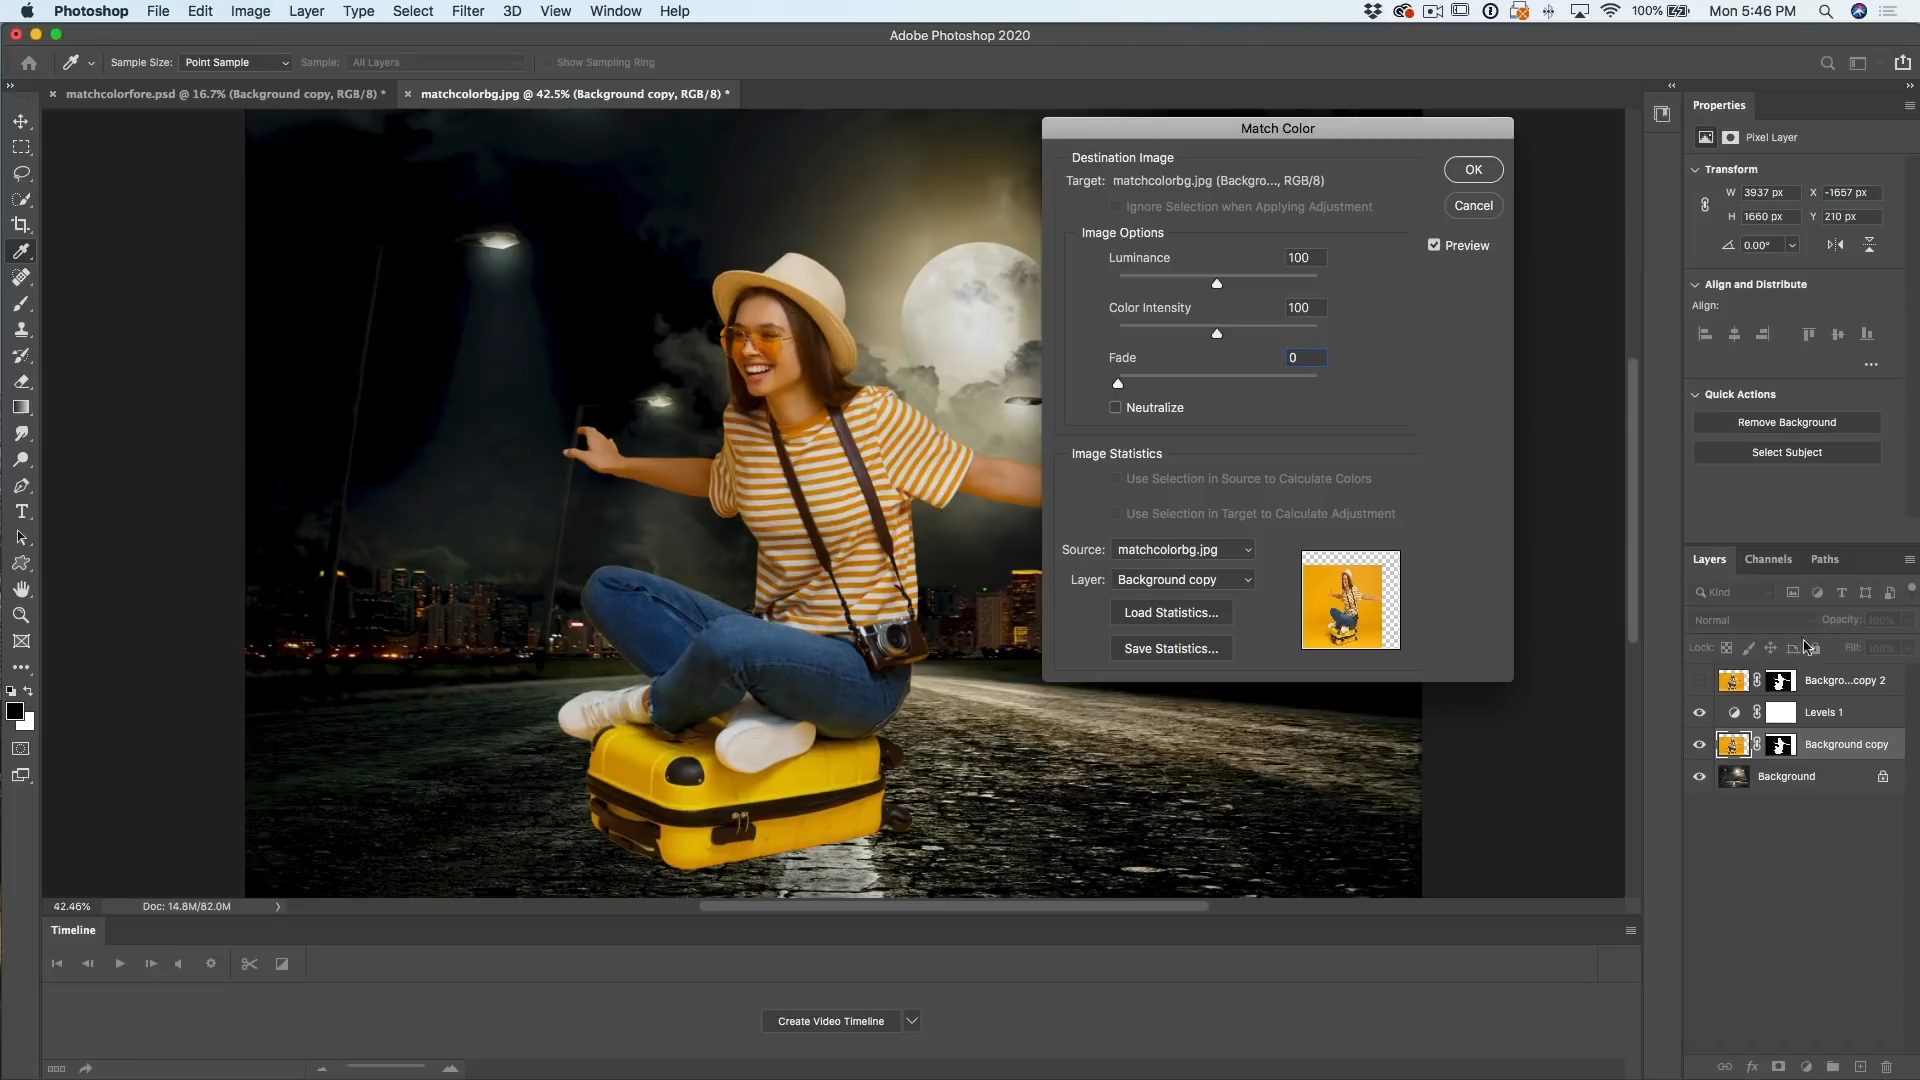 Photoshop File Edit Image Layer Type Select Filter 3D View Window Help 100% Mon 5:46 PM
Adobe Photoshop 2020
Sample Size: Point Sample Sample: All Layers Show Sampling Ring
matchcolorfore.psd @ 16.7% (Background copy, RGB/8) * matchcolorbg.jpg @ 42.5% (Background copy, RGB/8) *
Match Color
Destination Image
Target: matchcolorbg.jpg (Backgro..., RGB/8)
Ignore Selection when Applying Adjustment
OK
Cancel
Preview
Image Options
Luminance 100
Color Intensity 100
Fade 0
Neutralize
Image Statistics
Use Selection in Source to Calculate Colors
Use Selection in Target to Calculate Adjustment
Source: matchcolorbg.jpg
Layer: Background copy
Load Statistics...
Save Statistics...
Properties
Pixel Layer
Transform
W 3937 px X -1657 px
H 1660 px Y 210 px
0.00°
Align and Distribute
Align:
Quick Actions
Remove Background
Select Subject
Layers Channels Paths
Kind
Normal Opacity: 100%
Lock: Fill: 100%
Backgro...copy 2
Levels 1
Background copy
Background
42.46% Doc: 14.8M/82.0M
Timeline
Create Video Timeline